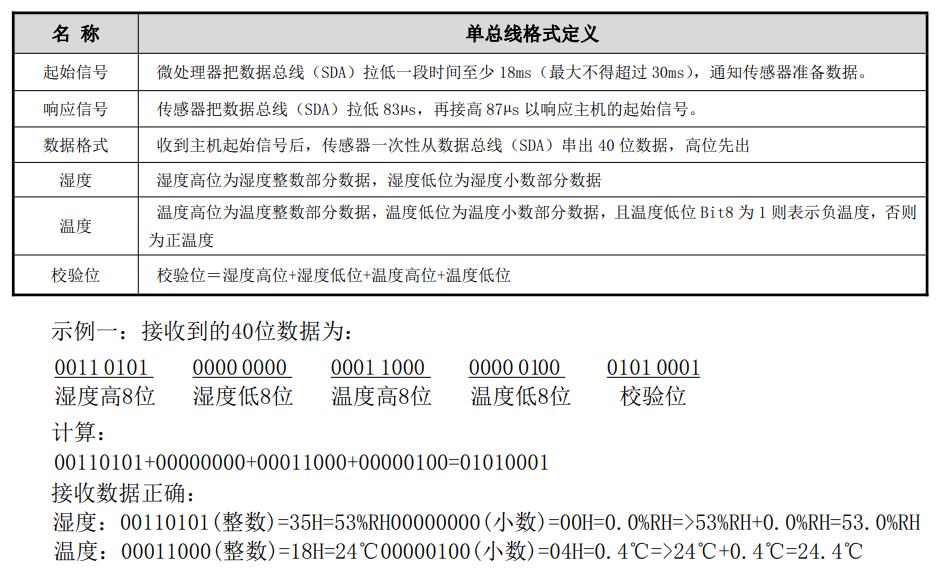 名 称 单总线格式定义
起始信号 微处理器把数据总线（SDA）拉低一段时间至少 18ms（最大不得超过 30ms），通知传感器准备数据。
响应信号 传感器把数据总线（SDA）拉低 83μs，再接高 87μs 以响应主机的起始信号。
数据格式 收到主机起始信号后，传感器一次性从数据总线（SDA）串出 40 位数据，高位先出
湿度 湿度高位为湿度整数部分数据，湿度低位为湿度小数部分数据
温度 温度高位为温度整数部分数据，温度低位为温度小数部分数据，且温度低位 Bit8 为 1 则表示负温度，否则
为正温度
校验位 校验位＝湿度高位+湿度低位+温度高位+温度低位
示例一：接收到的40位数据为：
0011 0101 0000 0000 0001 1000 0000 0100 0101 0001
湿度高8位 湿度低8位 温度高8位 温度低8位 校验位
计算：
00110101+00000000+00011000+00000100=01010001
接收数据正确：
湿度：00110101(整数)=35H=53%RH00000000(小数)=00H=0.0%RH=>53%RH+0.0%RH=53.0%RH
温度：00011000(整数)=18H=24℃00000100(小数)=04H=0.4℃=>24℃+0.4℃=24.4℃